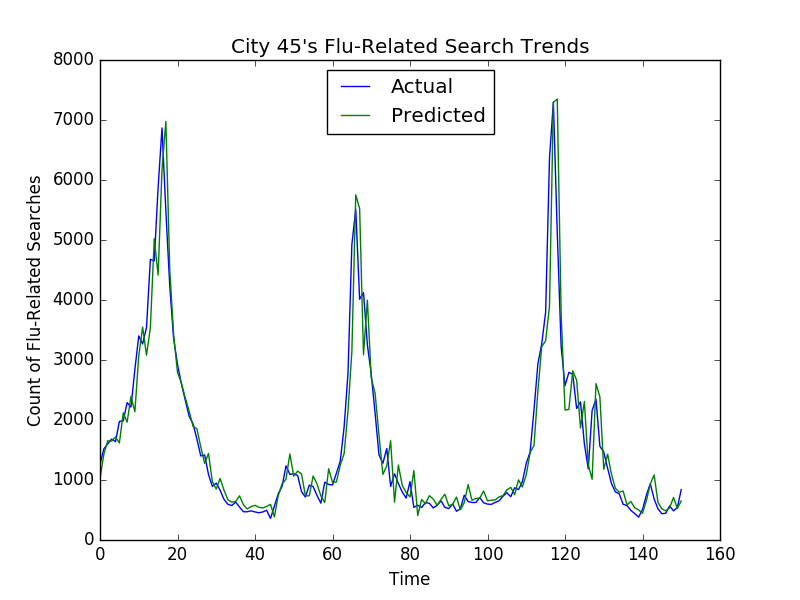 City 45's Flu-Related Search Trends
Actual
Predicted
Count of Flu-Related Searches
8000
7000
6000
5000
4000
3000
2000
1000
0
0 20 40 60 80 100 120 140 160
Time